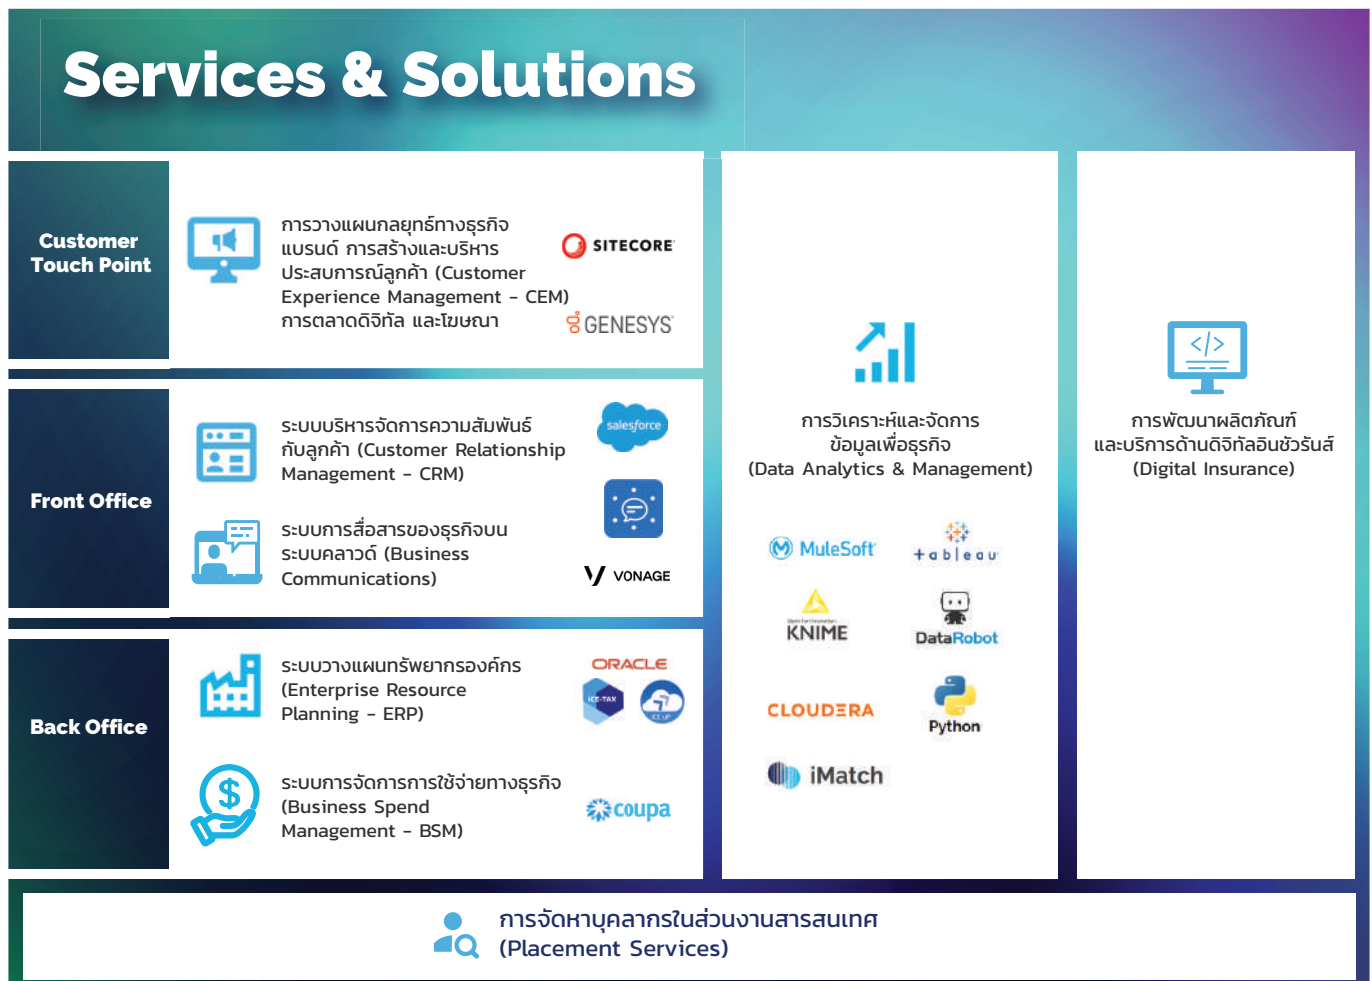 Services & Solutions
Customer
Touch Point
การวางแผนกลยุทธ์ทางธุรกิจ
แบรนด์ การสร้างและบริหาร
ประสบการณ์ลูกค้า (Customer
Experience Management - CEM)
การตลาดดิจิทัล และโฆษณา
SITECORE
GENESYS
Front Office
ระบบบริหารจัดการความสัมพันธ์
กับลูกค้า (Customer Relationship
Management - CRM)
salesforce
ระบบการสื่อสารของธุรกิจบน
ระบบคลาวด์ (Business
Communications)
VONAGE
Back Office
ระบบวางแผนทรัพยากรองค์กร
(Enterprise Resource
Planning - ERP)
ORACLE
ICE-TAX
ICE UP
ระบบการจัดการการใช้จ่ายทางธุรกิจ
(Business Spend
Management - BSM)
coupa
การวิเคราะห์และจัดการ
ข้อมูลเพื่อธุรกิจ
(Data Analytics & Management)
MuleSoft
+ a b l e a u
Open for Innovation
KNIME
DataRobot
CLOUDERA
Python
iMatch
</>
การพัฒนาผลิตภัณฑ์
และบริการด้านดิจิทัลอินชัวรันส์
(Digital Insurance)
การจัดหาบุคลากรในส่วนงานสารสนเทศ
(Placement Services)